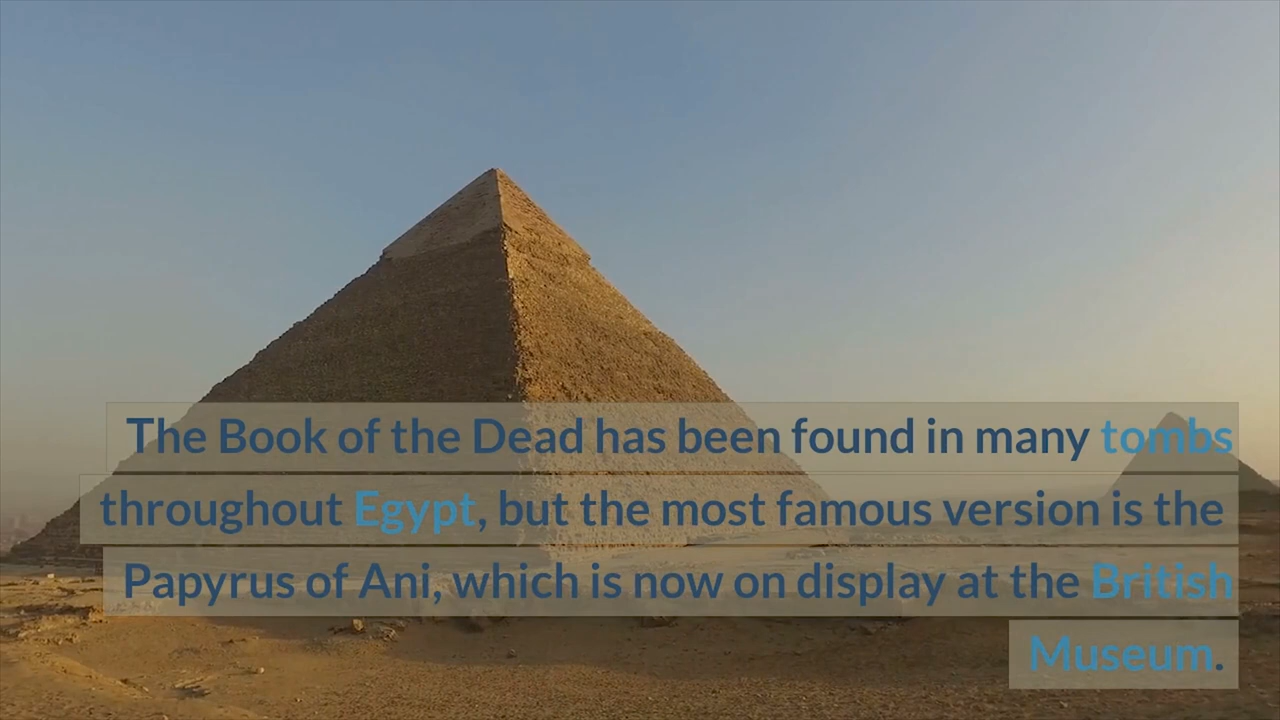 The Book of the Dead has been found in many tombs
throughout Egypt, but the most famous version is the
Papyrus of Ani, which is now on display at the British
Museum.